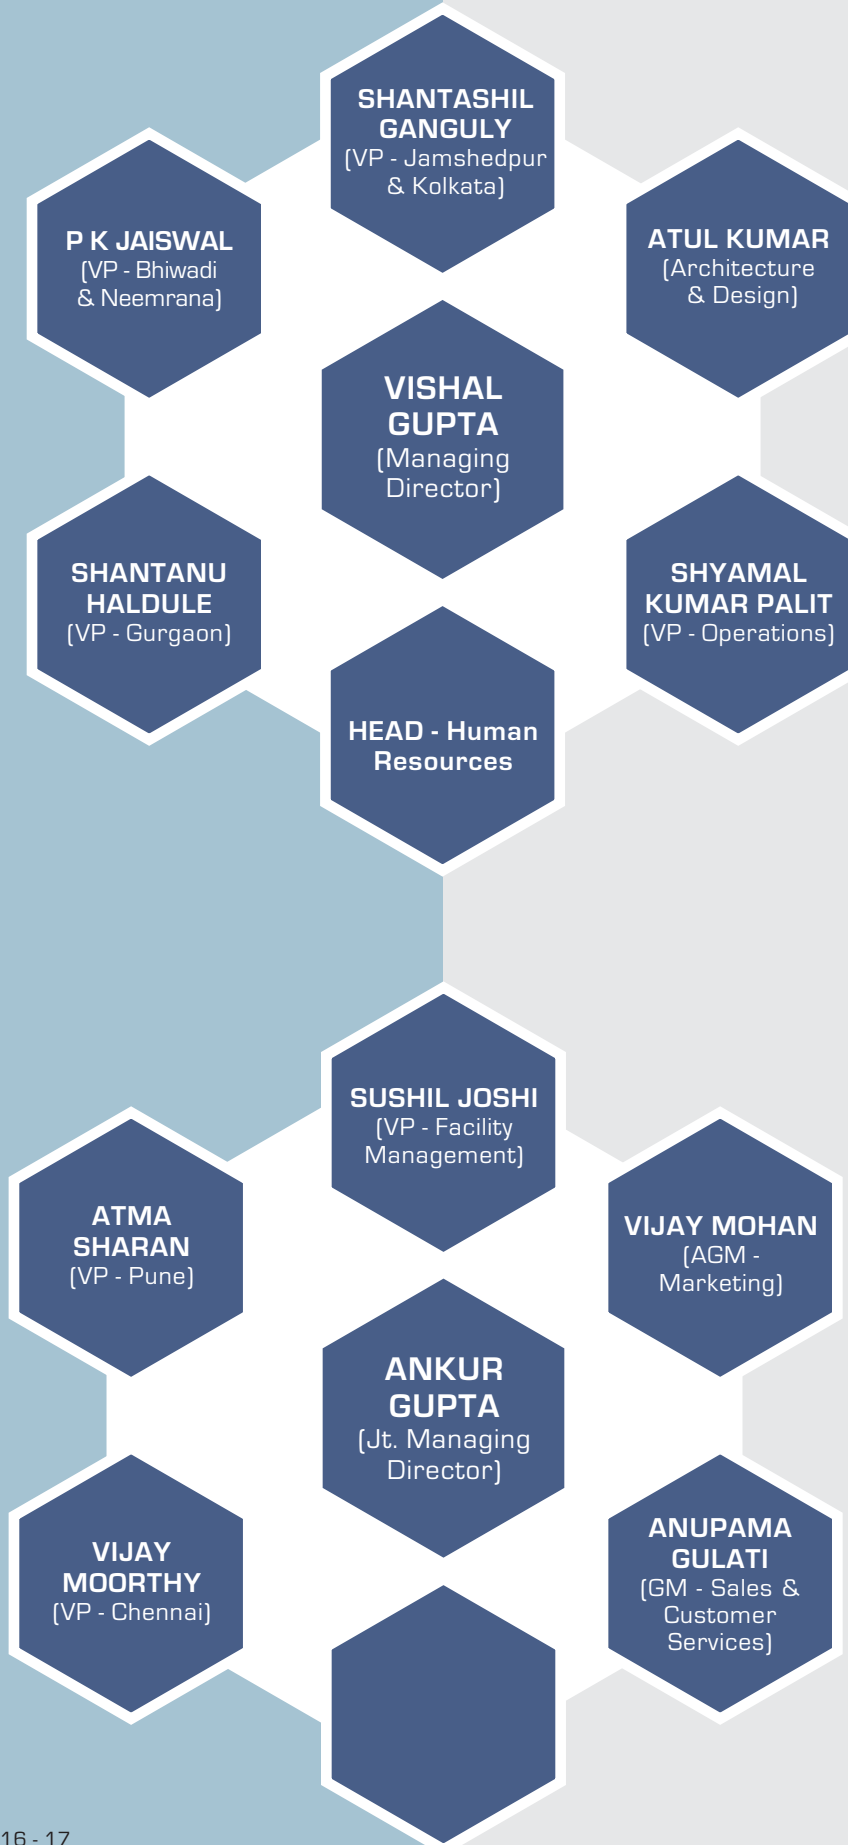 SHANTASHIL
GANGULY
(VP - Jamshedpur
& Kolkata)
P K JAISWAL
(VP - Bhiwadi
& Neemrana)
ATUL KUMAR
(Architecture
& Design)
VISHAL
GUPTA
(Managing
Director)
SHANTANU
HALDULE
(VP - Gurgaon)
SHYAMAL
KUMAR PALIT
(VP - Operations)
HEAD - Human
Resources
SUSHIL JOSHI
(VP - Facility
Management)
ATMA
SHARAN
(VP - Pune)
VIJAY MOHAN
(AGM -
Marketing)
ANKUR
GUPTA
(Jt. Managing
Director)
VIJAY
MOORTHY
(VP - Chennai)
ANUPAMA
GULATI
(GM - Sales &
Customer
Services)
16 - 17